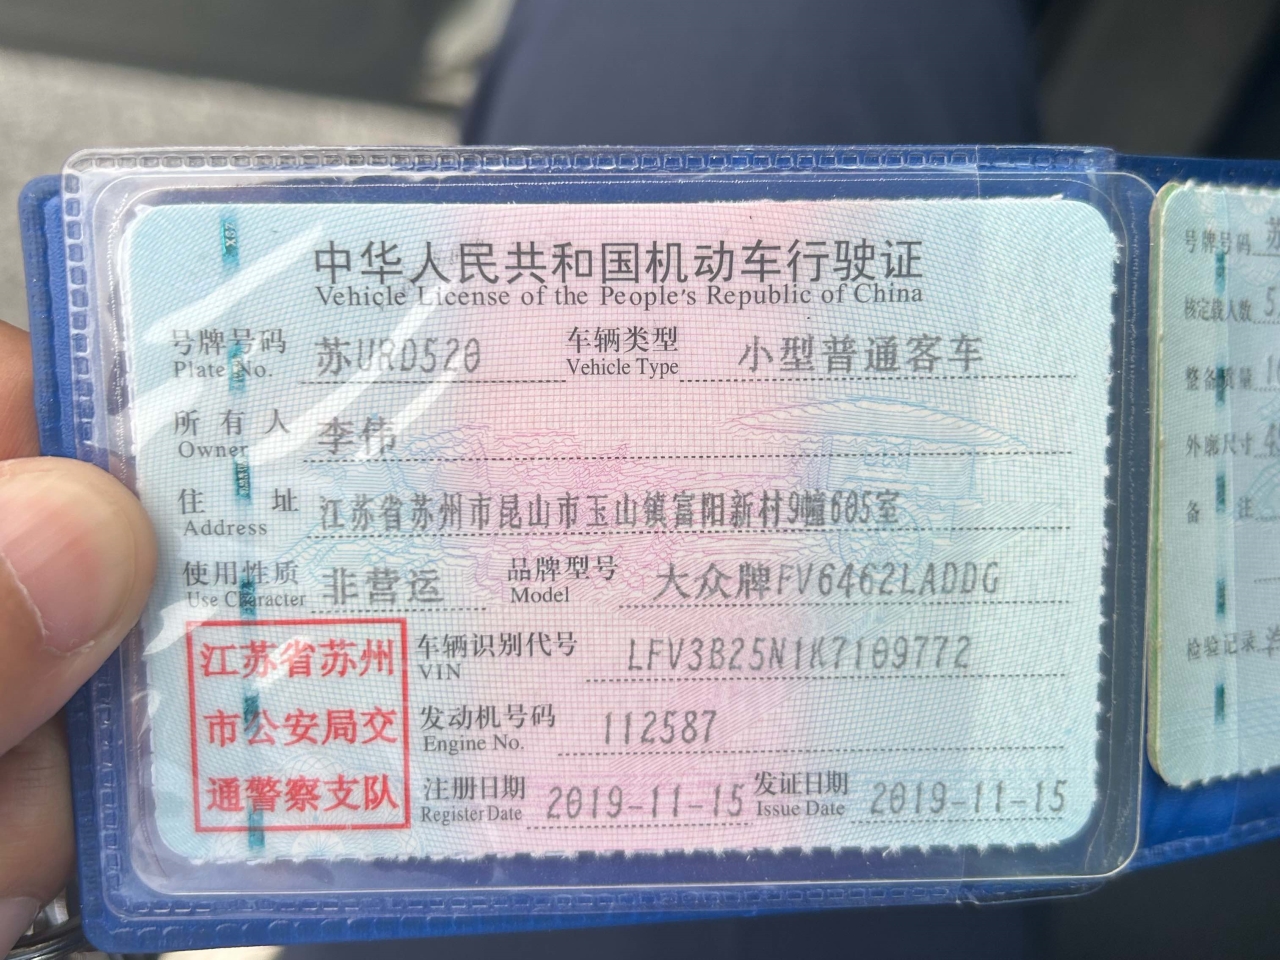 中华人民共和国机动车行驶证
Vehicle License of the People's Republic of China
号牌号码 苏URD520 车辆类型 小型普通客车
Plate No. Vehicle Type
所有人 李伟
Owner
住址 江苏省苏州市昆山市玉山镇富阳新村9幢605室
Address
使用性质 非营运 品牌型号 大众牌FV6462LADDG
Use Character Model
江苏省苏州
市公安局交
通警察支队
车辆识别代号 LFV3B25N1K7109772
VIN
发动机号码 112587
Engine No.
注册日期 2019-11-15 发证日期 2019-11-15
Register Date Issue Date
号牌号码 苏
核定载人数 5
整备质量 1
外廓尺寸 4
备注
检验记录